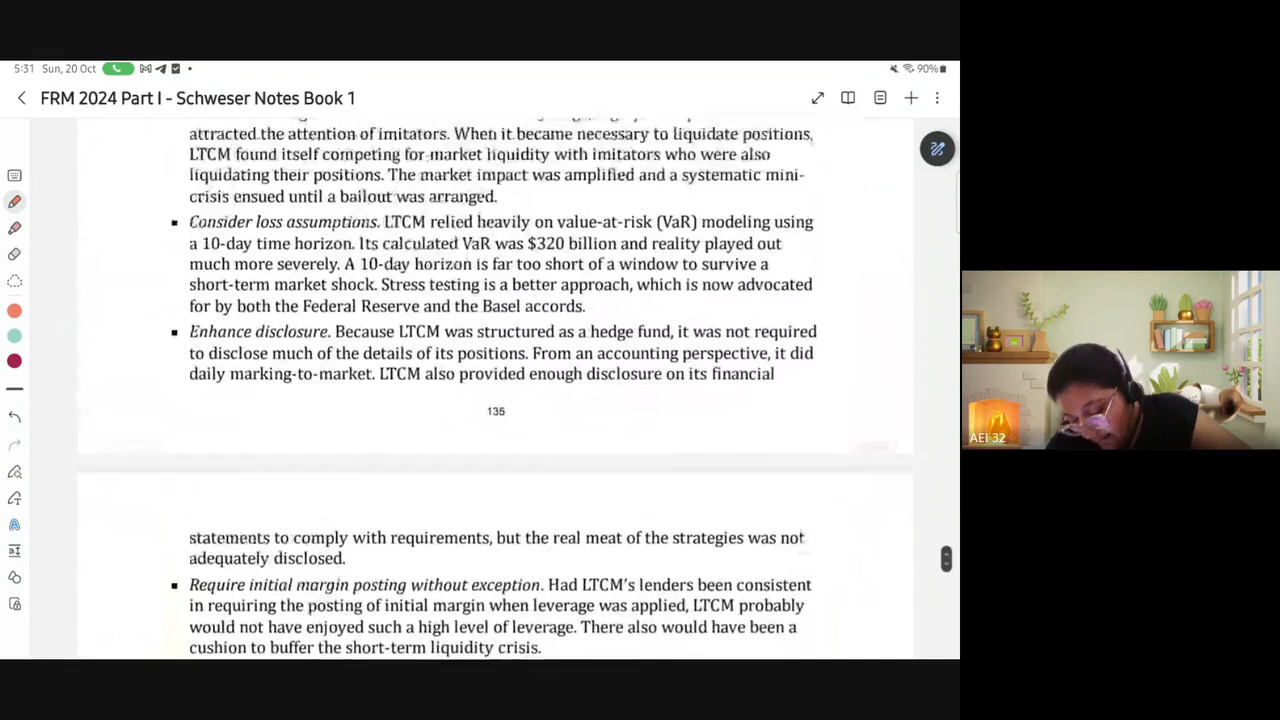 5:31 Sun, 20 Oct
90%
FRM 2024 Part I - Schweser Notes Book 1
attracted the attention of imitators. When it became necessary to liquidate positions,
LTCM found itself competing for market liquidity with imitators who were also
liquidating their positions. The market impact was amplified and a systematic mini-
crisis ensued until a bailout was arranged.
▪ Consider loss assumptions. LTCM relied heavily on value-at-risk (VaR) modeling using
a 10-day time horizon. Its calculated VaR was $320 billion and reality played out
much more severely. A 10-day horizon is far too short of a window to survive a
short-term market shock. Stress testing is a better approach, which is now advocated
for by both the Federal Reserve and the Basel accords.
▪ Enhance disclosure. Because LTCM was structured as a hedge fund, it was not required
to disclose much of the details of its positions. From an accounting perspective, it did
daily marking-to-market. LTCM also provided enough disclosure on its financial
135
statements to comply with requirements, but the real meat of the strategies was not
adequately disclosed.
▪ Require initial margin posting without exception. Had LTCM's lenders been consistent
in requiring the posting of initial margin when leverage was applied, LTCM probably
would not have enjoyed such a high level of leverage. There also would have been a
cushion to buffer the short-term liquidity crisis.
AEI 32